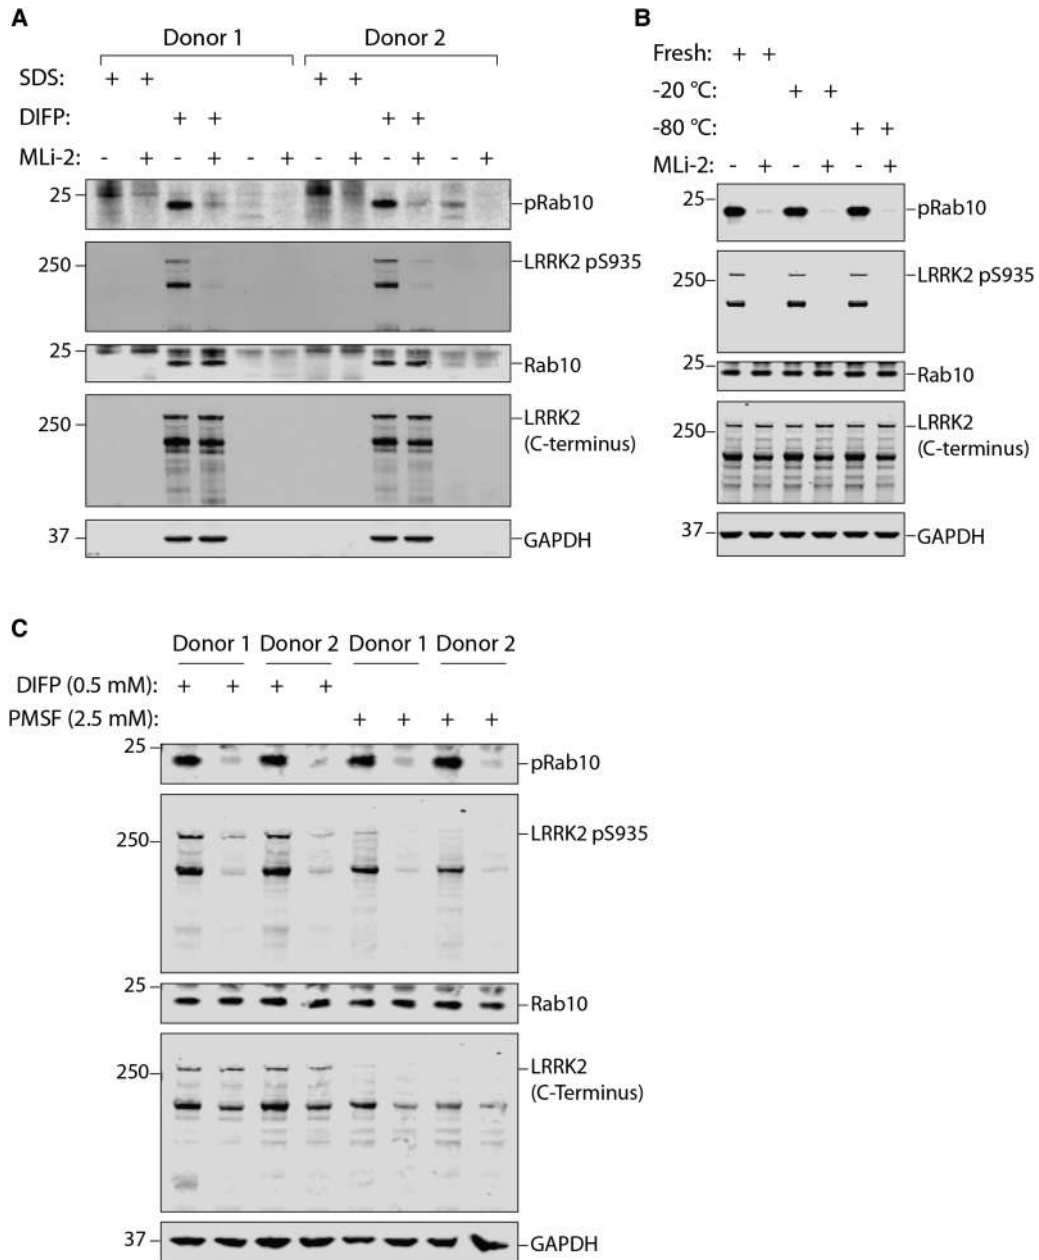 A
Donor 1 Donor 2
SDS: + + + +
DIFP: + + + +
MLi-2: - + - + - + - + - + - +
25 pRab10
250 LRRK2 pS935
25 Rab10
250 LRRK2
(C-terminus)
37 GAPDH
B
Fresh: + +
-20 °C: + +
-80 °C: + +
MLi-2: - + - + - +
25 pRab10
250 LRRK2 pS935
25 Rab10
250 LRRK2
(C-terminus)
37 GAPDH
C
Donor 1 Donor 2 Donor 1 Donor 2
DIFP (0.5 mM): + + + +
PMSF (2.5 mM): + + + +
25 pRab10
250 LRRK2 pS935
25 Rab10
250 LRRK2
(C-Terminus)
37 GAPDH